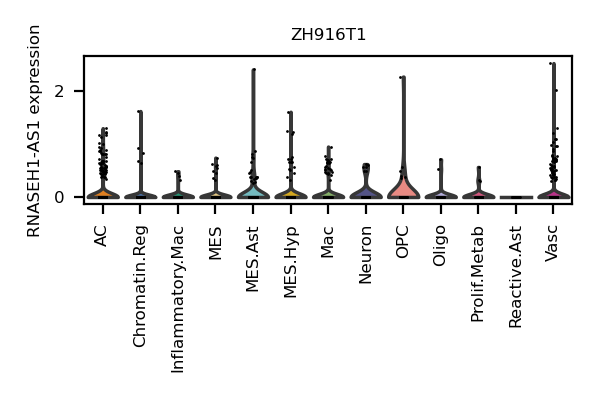 ZH916T1
RNASEH1-AS1 expression
2
0
AC
Chromatin.Reg
Inflammatory.Mac
MES
MES.Ast
MES.Hyp
Mac
Neuron
OPC
Oligo
Prolif.Metab
Reactive.Ast
Vasc